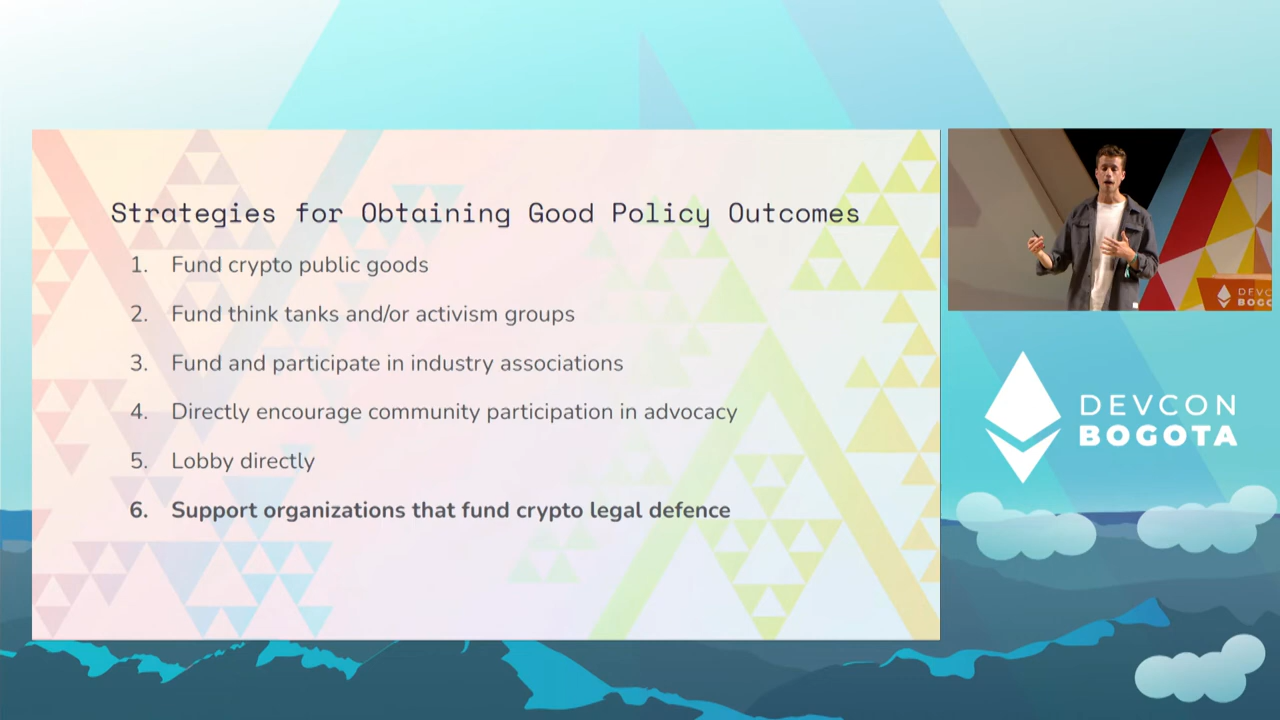 Strategies for Obtaining Good Policy Outcomes
1. Fund crypto public goods
2. Fund think tanks and/or activism groups
3. Fund and participate in industry associations
4. Directly encourage community participation in advocacy
5. Lobby directly
6. Support organizations that fund crypto legal defence
DEVCON
BOGOTA